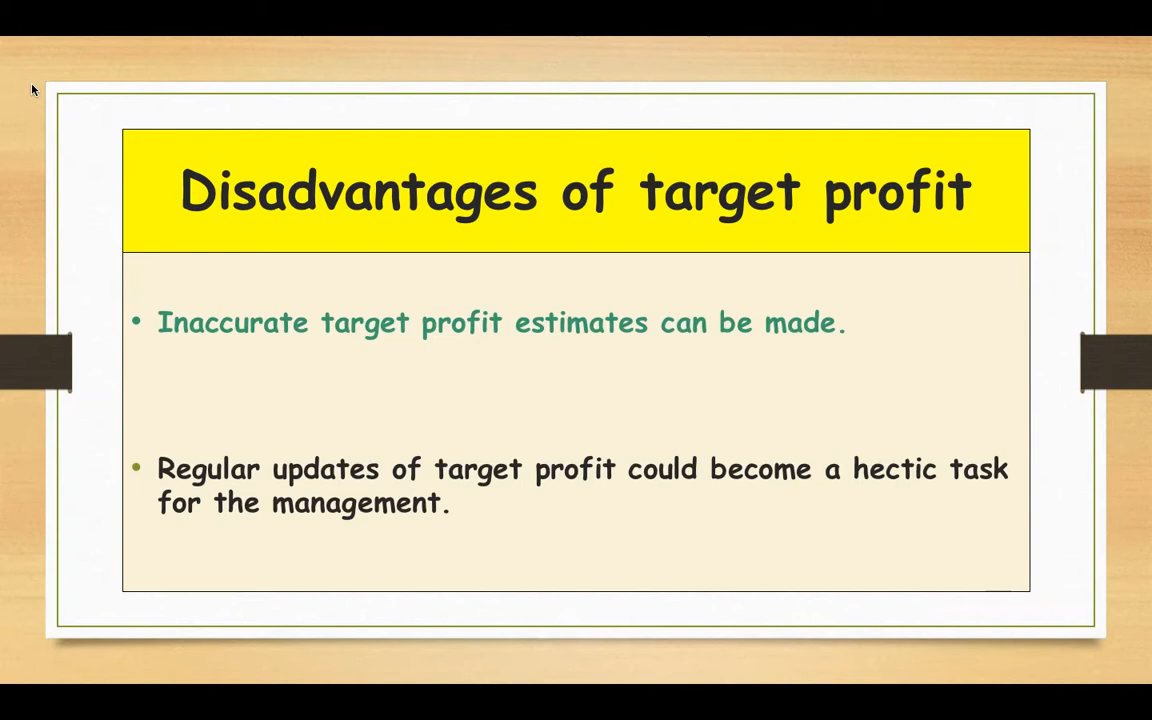 Disadvantages of target profit
• Inaccurate target profit estimates can be made.
• Regular updates of target profit could become a hectic task
for the management.